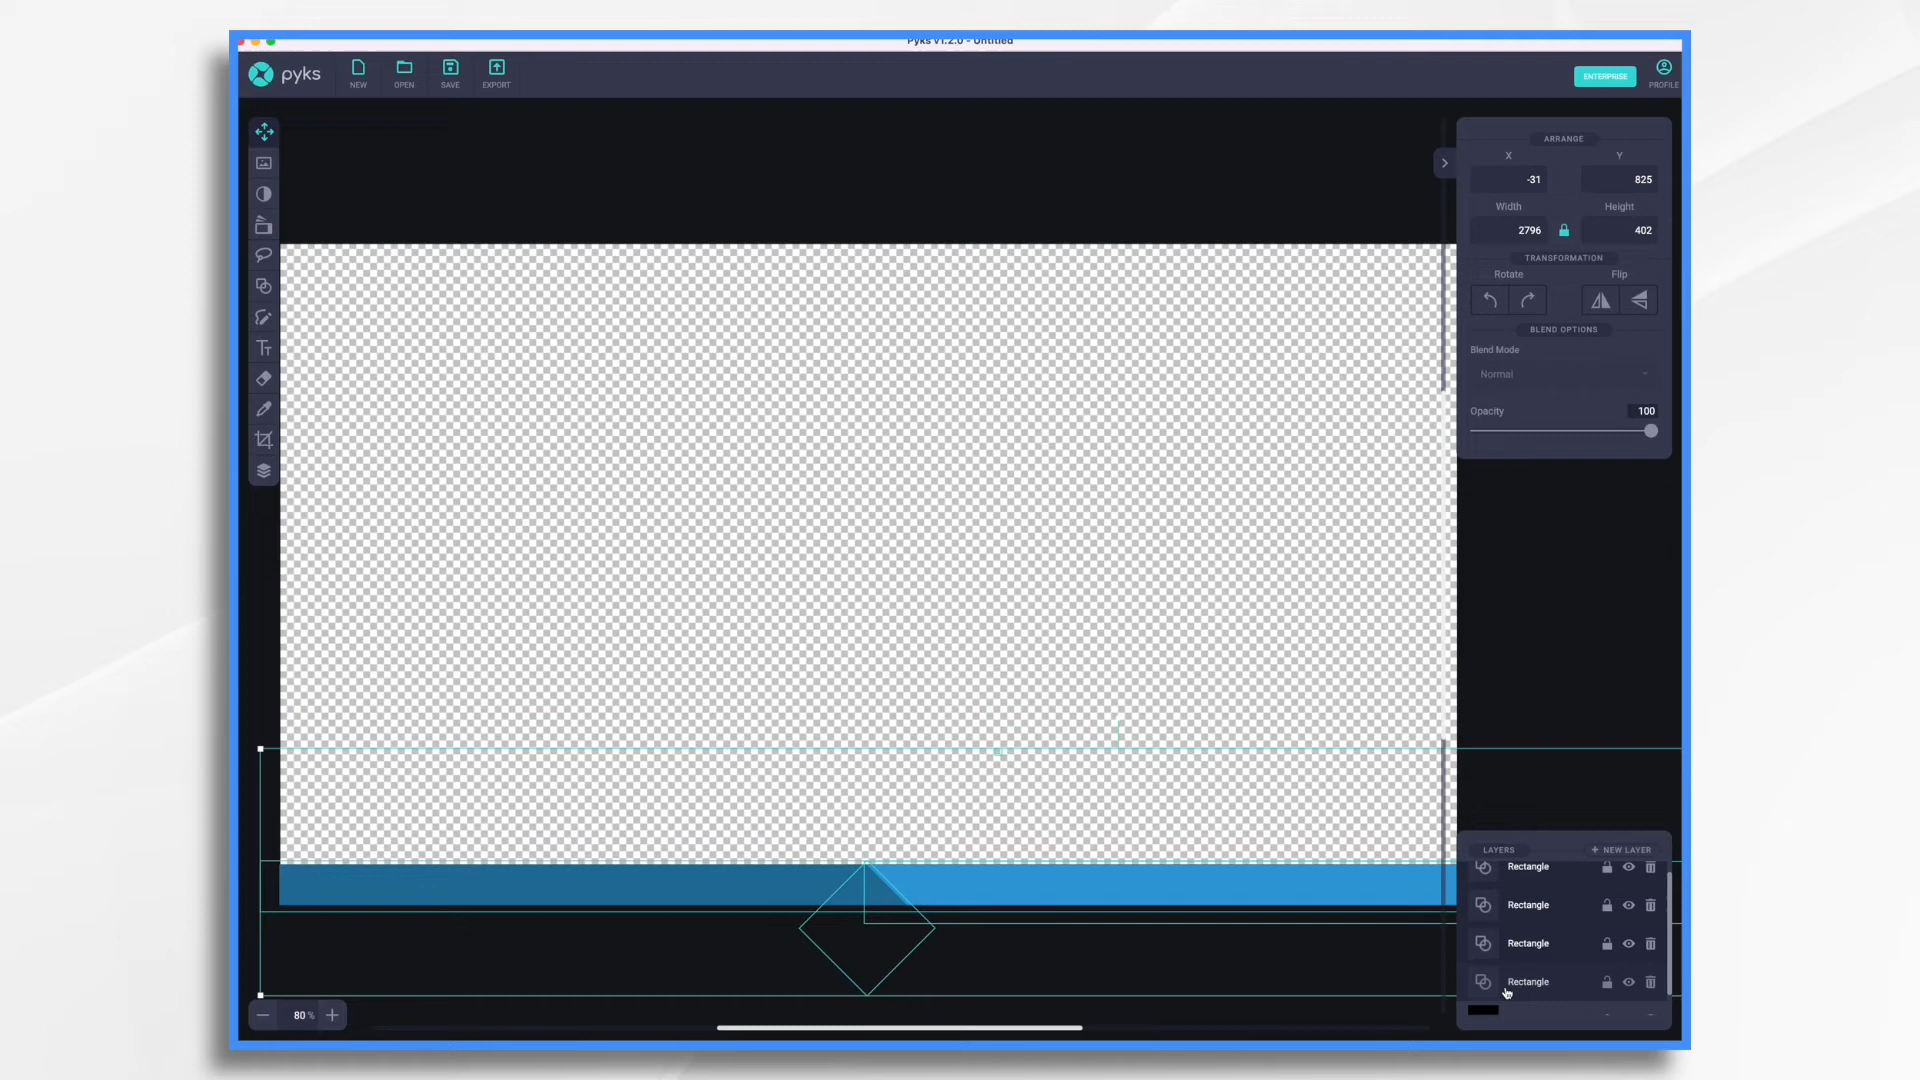 Pyks v1.2.0 - Untitled
pyks
NEW
OPEN
SAVE
EXPORT
ENTERPRISE
PROFILE
ARRANGE
X
Y
-31
825
Width
Height
2796
402
TRANSFORMATION
Rotate
Flip
BLEND OPTIONS
Blend Mode
Normal
Opacity
100
LAYERS
+ NEW LAYER
Rectangle
Rectangle
Rectangle
Rectangle
80 %